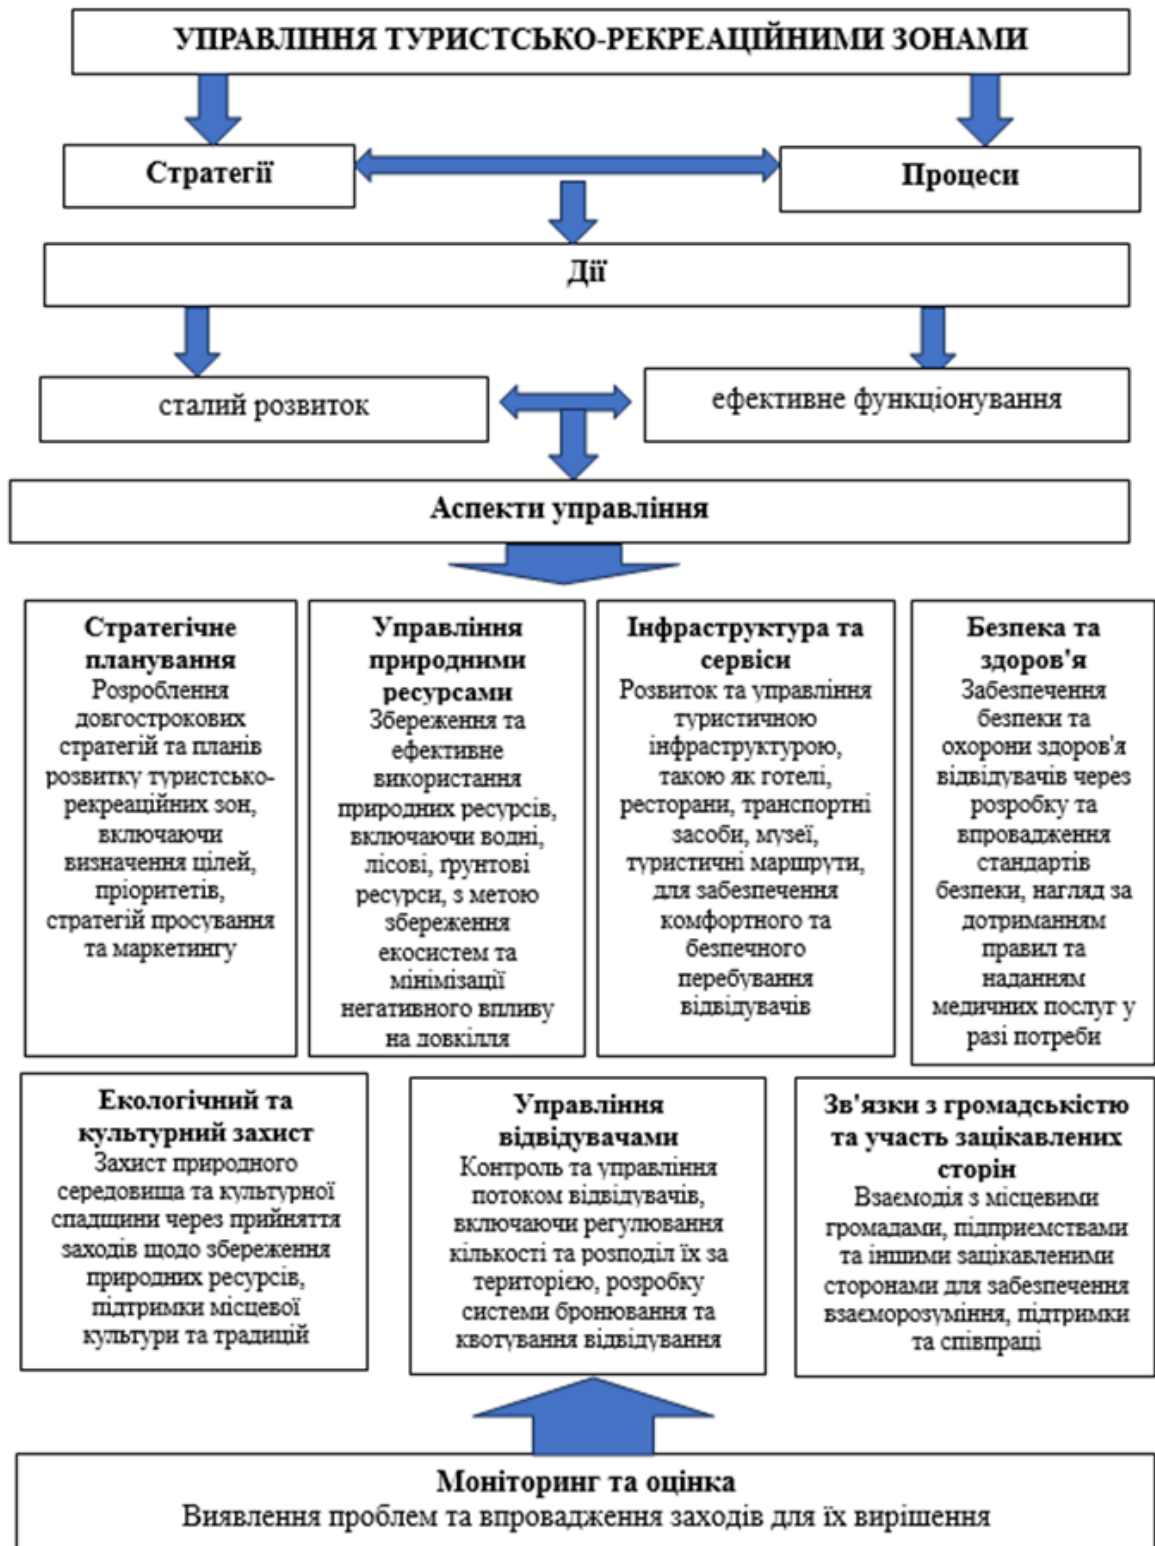 УПРАВЛІННЯ ТУРИСТСЬКО-РЕКРЕАЦІЙНИМИ ЗОНАМИ
Стратегії
Процеси
Дії
сталий розвиток
ефективне функціонування
Аспекти управління
Стратегічне
планування
Розроблення
довгострокових
стратегій та планів
розвитку туристсько-
рекреаційних зон,
включаючи
визначення цілей,
пріоритетів,
стратегій просування
та маркетингу
Управління
природними
ресурсами
Збереження та
ефективне
використання
природних ресурсів,
включаючи водні,
лісові, ґрунтові
ресурси, з метою
збереження
екосистем та
мінімізації
негативного впливу
на довкілля
Інфраструктура та
сервіси
Розвиток та управління
туристичною
інфраструктурою,
такою як готелі,
ресторани, транспортні
засоби, музеї,
туристичні маршрути,
для забезпечення
комфортного та
безпечного
перебування
відвідувачів
Безпека та
здоров'я
Забезпечення
безпеки та
охорони здоров'я
відвідувачів через
розробку та
впровадження
стандартів
безпеки, нагляд за
дотриманням
правил та
наданням
медичних послуг у
разі потреби
Екологічний та
культурний захист
Захист природного
середовища та культурної
спадщини через прийняття
заходів щодо збереження
природних ресурсів,
підтримки місцевої
культури та традицій
Управління
відвідувачами
Контроль та управління
потоком відвідувачів,
включаючи регулювання
кількості та розподіл їх за
територією, розробку
системи бронювання та
квотування відвідування
Зв'язки з громадськістю
та участь зацікавлених
сторін
Взаємодія з місцевими
громадами, підприємствами
та іншими зацікавленими
сторонами для забезпечення
взаєморозуміння, підтримки
та співпраці
Моніторинг та оцінка
Виявлення проблем та впровадження заходів для їх вирішення